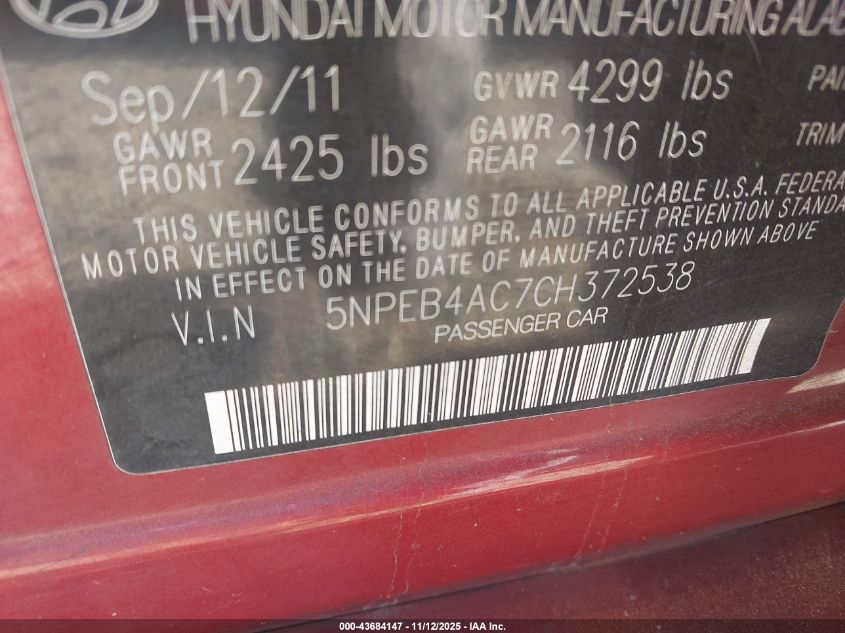 HYUNDAI MOTOR MANUFACTURING
Sep/12/11 GVWR 4299 lbs
GAWR FRONT 2425 lbs GAWR REAR 2116 lbs TRIM
THIS VEHICLE CONFORMS TO ALL APPLICABLE U.S.A. FEDERA
MOTOR VEHICLE SAFETY, BUMPER, AND THEFT PREVENTION STANDA
IN EFFECT ON THE DATE OF MANUFACTURE SHOWN ABOVE
V.I.N 5NPEB4AC7CH372538
PASSENGER CAR
000-43684147 - 11/12/2025 - IAA Inc.